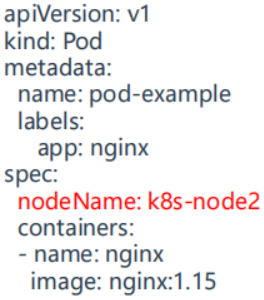 apiVersion: v1
kind: Pod
metadata:
  name: pod-example
  labels:
    app: nginx
spec:
  nodeName: k8s-node2
  containers:
  - name: nginx
    image: nginx:1.15